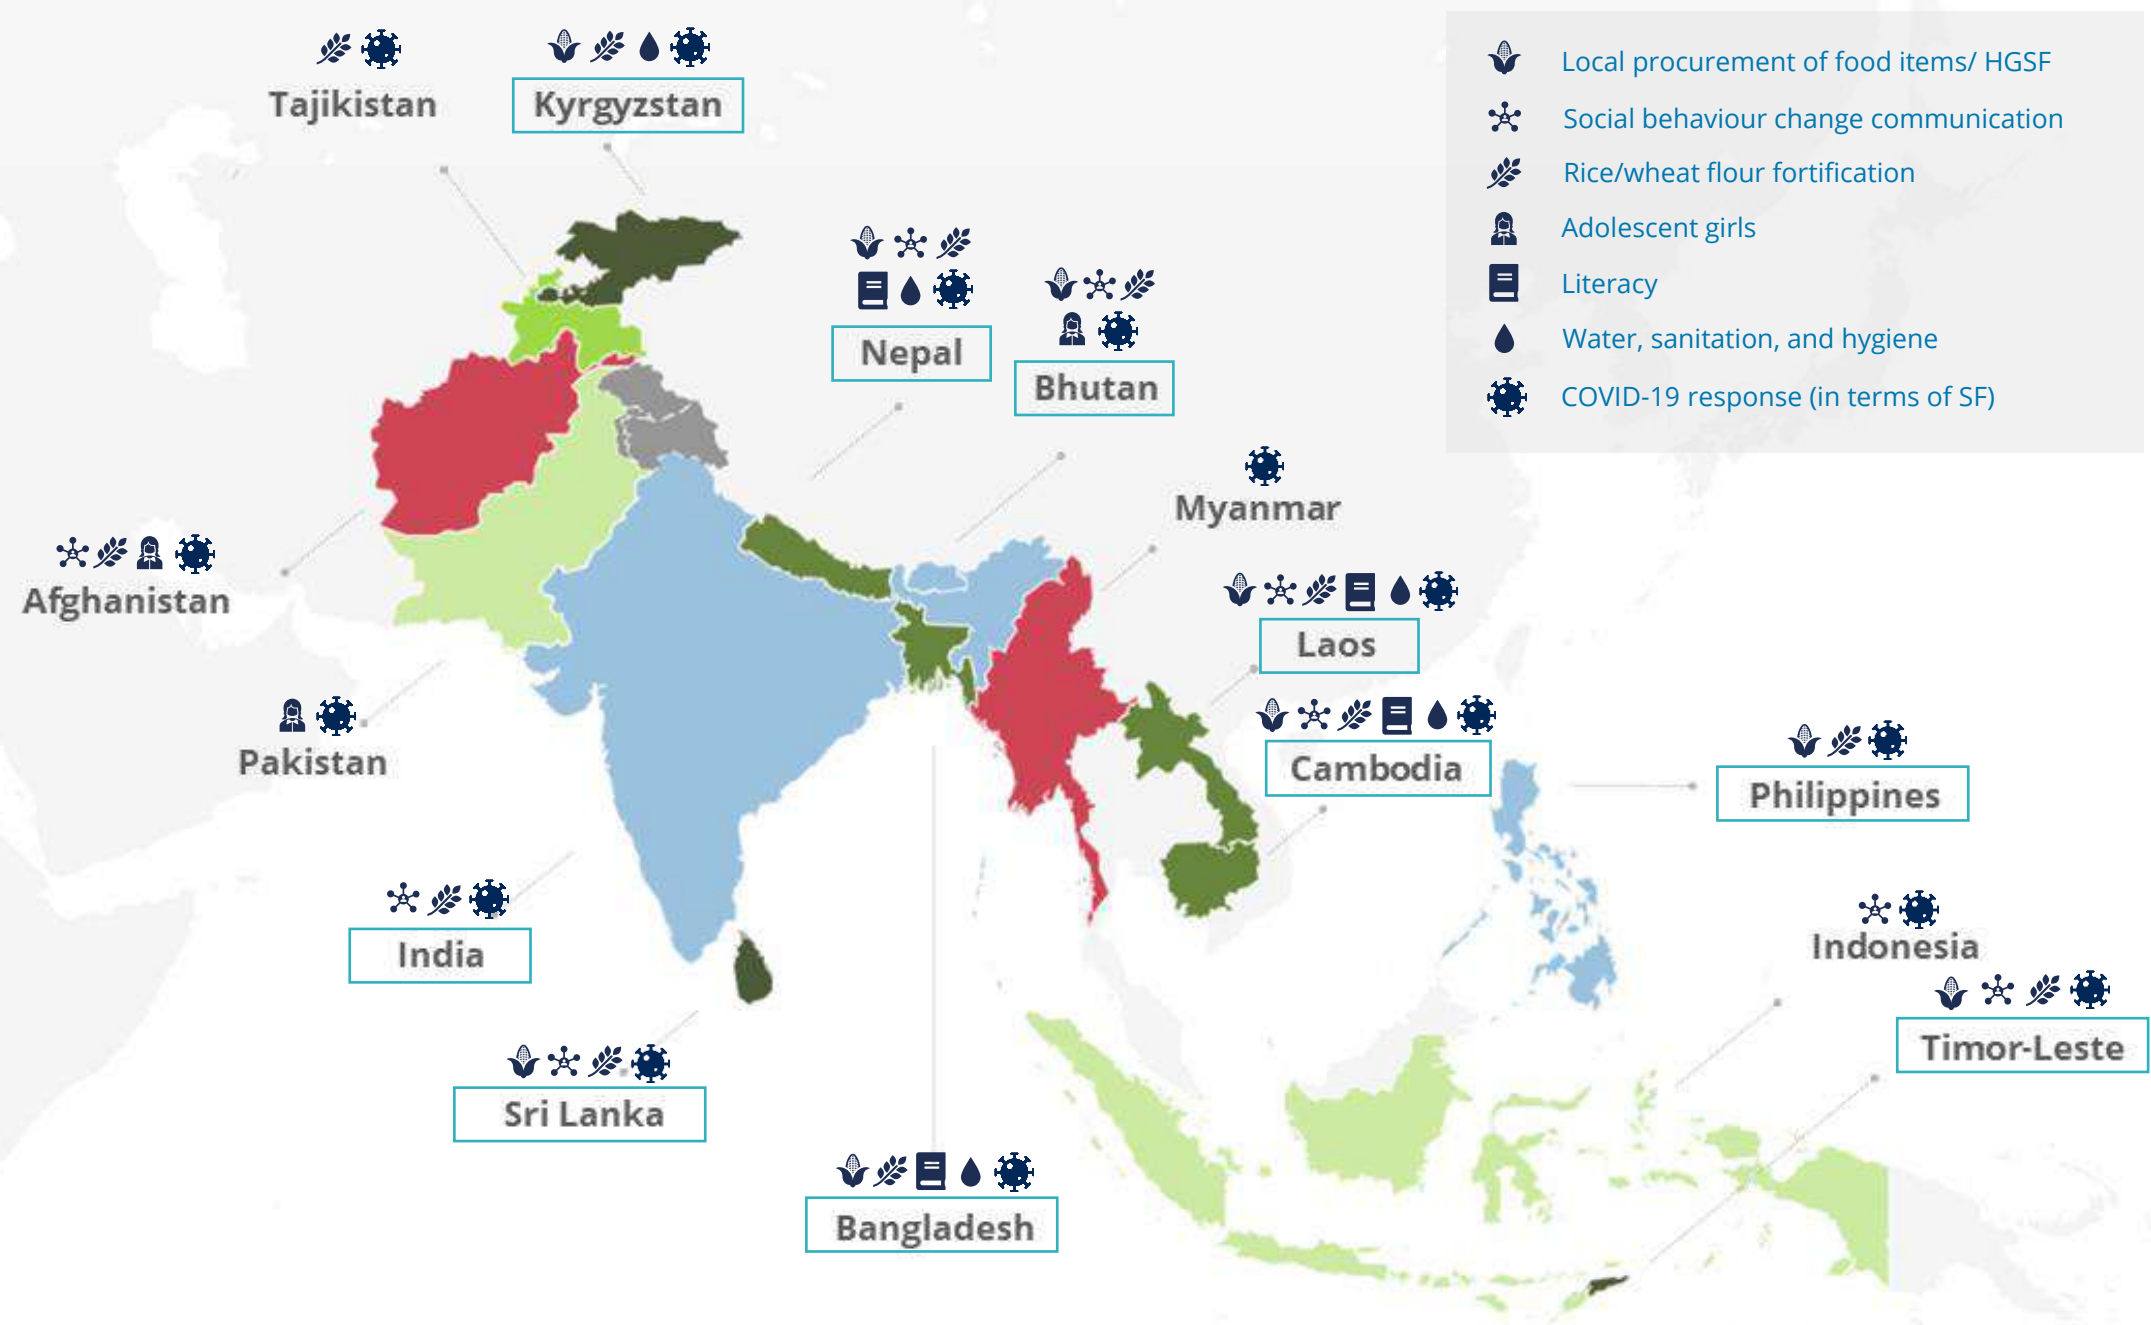 Tajikistan
Kyrgyzstan
Local procurement of food items/ HGSF
Social behaviour change communication
Rice/wheat flour fortification
Adolescent girls
Literacy
Water, sanitation, and hygiene
COVID-19 response (in terms of SF)
Nepal
Bhutan
Myanmar
Afghanistan
Laos
Pakistan
Cambodia
Philippines
India
Indonesia
Timor-Leste
Sri Lanka
Bangladesh